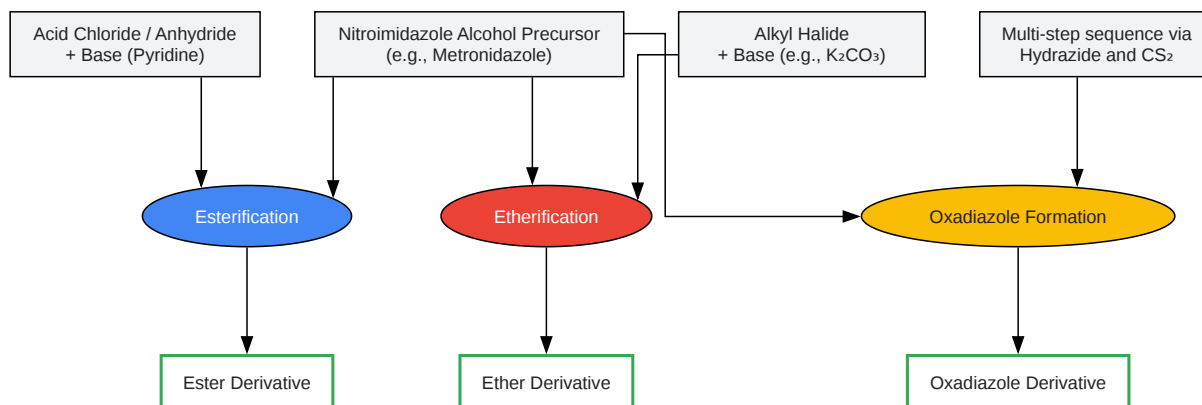 Acid Chloride / Anhydride
+ Base (Pyridine)
Nitroimidazole Alcohol Precursor
(e.g., Metronidazole)
Alkyl Halide
+ Base (e.g., K₂CO₃)
Multi-step sequence via
Hydrazide and CS₂
Esterification
Etherification
Oxadiazole Formation
Ester Derivative
Ether Derivative
Oxadiazole Derivative